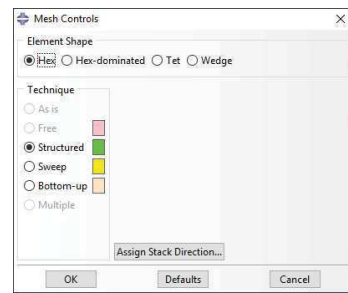 Mesh Controls
Element Shape
Hex Hex-dominated Tet Wedge
Technique
As is
Free
Structured
Sweep
Bottom-up
Multiple
Assign Stack Direction...
OK Defaults Cancel